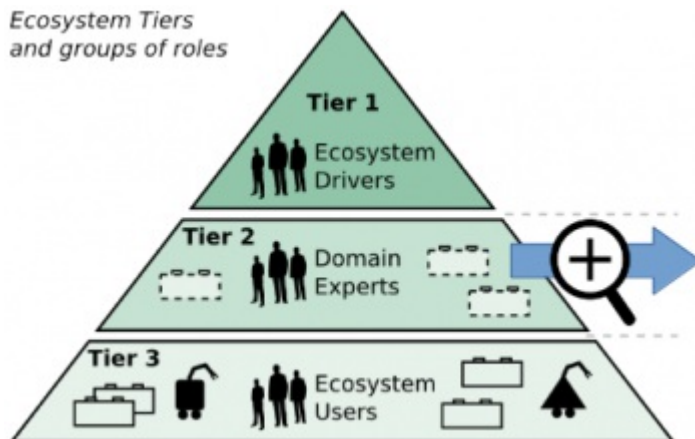 Ecosystem Tiers
and groups of roles
Tier 1
Ecosystem
Drivers
Tier 2
Domain
Experts
Tier 3
Ecosystem
Users